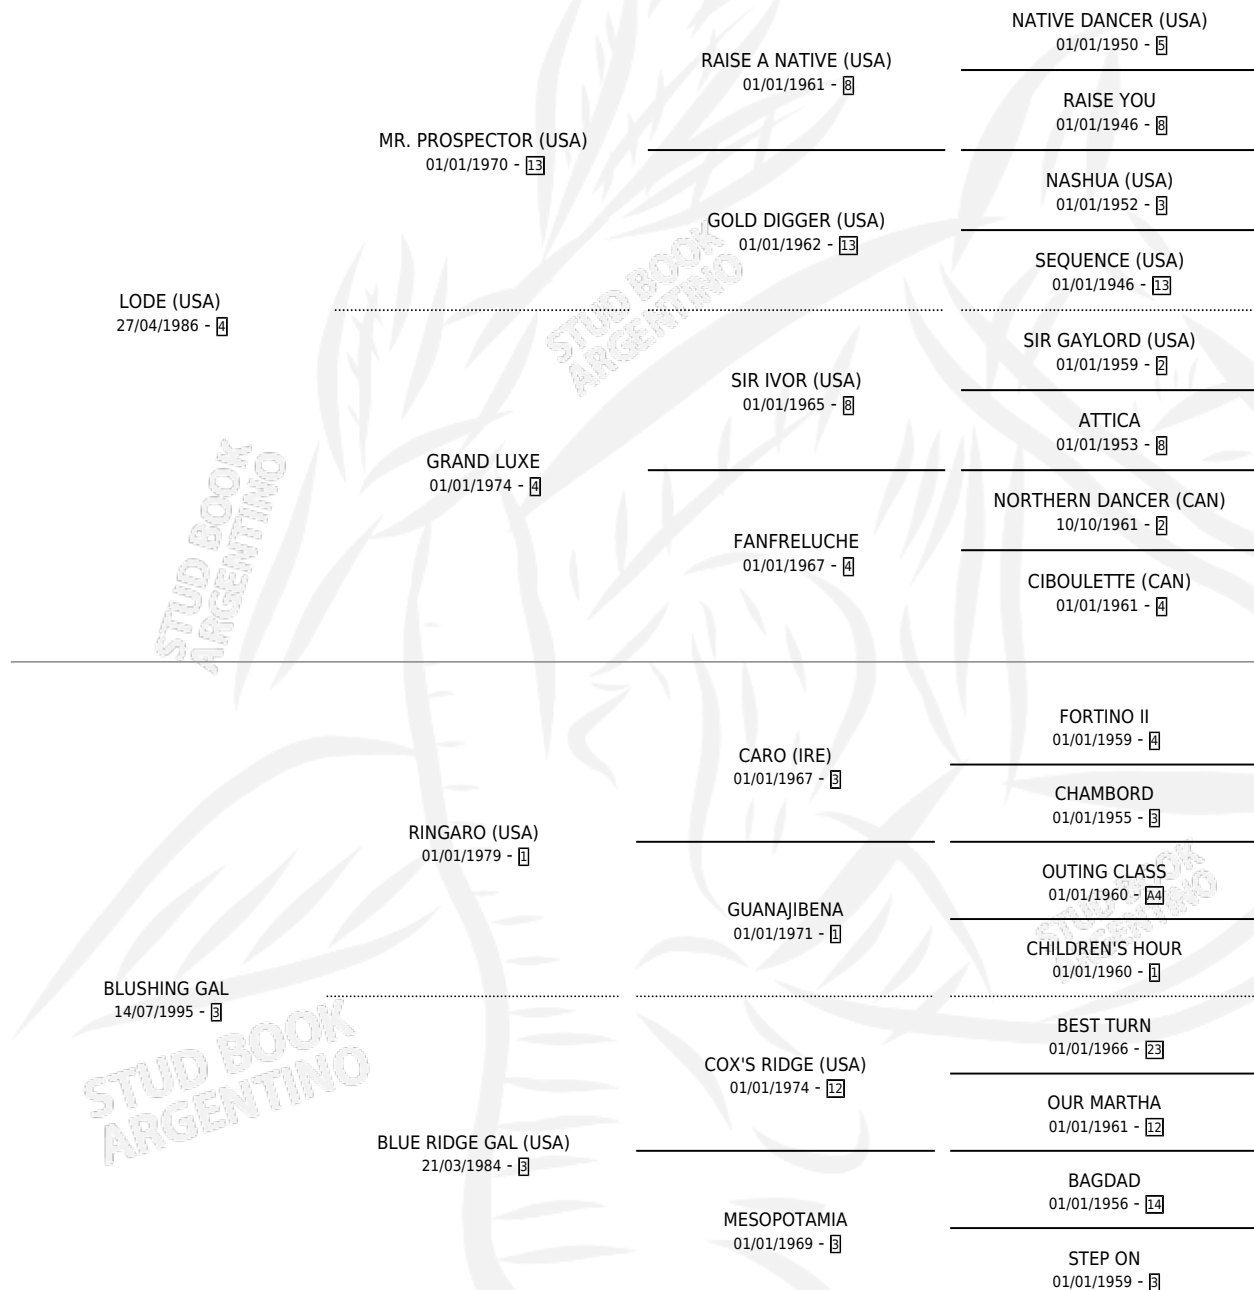 NATIVE DANCER (USA)
01/01/1950 - 5
RAISE A NATIVE (USA)
01/01/1961 - 8
RAISE YOU
01/01/1946 - 8
MR. PROSPECTOR (USA)
01/01/1970 - 13
NASHUA (USA)
01/01/1952 - 3
GOLD DIGGER (USA)
01/01/1962 - 13
SEQUENCE (USA)
01/01/1946 - 13
LODE (USA)
27/04/1986 - 4
STUD BOOK
ARGENTINO
SIR GAYLORD (USA)
01/01/1959 - 2
SIR IVOR (USA)
01/01/1965 - 8
ATTICA
01/01/1953 - 8
GRAND LUXE
01/01/1974 - 4
NORTHERN DANCER (CAN)
10/10/1961 - 2
FANFRELUCHE
01/01/1967 - 4
CIBOULETTE (CAN)
01/01/1961 - 4
STUD BOOK
ARGENTINO
FORTINO II
01/01/1959 - 4
CARO (IRE)
01/01/1967 - 3
CHAMBORD
01/01/1955 - 3
RINGARO (USA)
01/01/1979 - 1
OUTING CLASS
01/01/1960 - A4
GUANAJIBENA
01/01/1971 - 1
STUD BOOK
ARGENTINO
CHILDREN'S HOUR
01/01/1960 - 1
BLUSHING GAL
14/07/1995 - 3
STUD BOOK
ARGENTINO
BEST TURN
01/01/1966 - 23
COX'S RIDGE (USA)
01/01/1974 - 12
OUR MARTHA
01/01/1961 - 12
BLUE RIDGE GAL (USA)
21/03/1984 - 3
BAGDAD
01/01/1956 - 14
MESOPOTAMIA
01/01/1969 - 3
STEP ON
01/01/1959 - 3